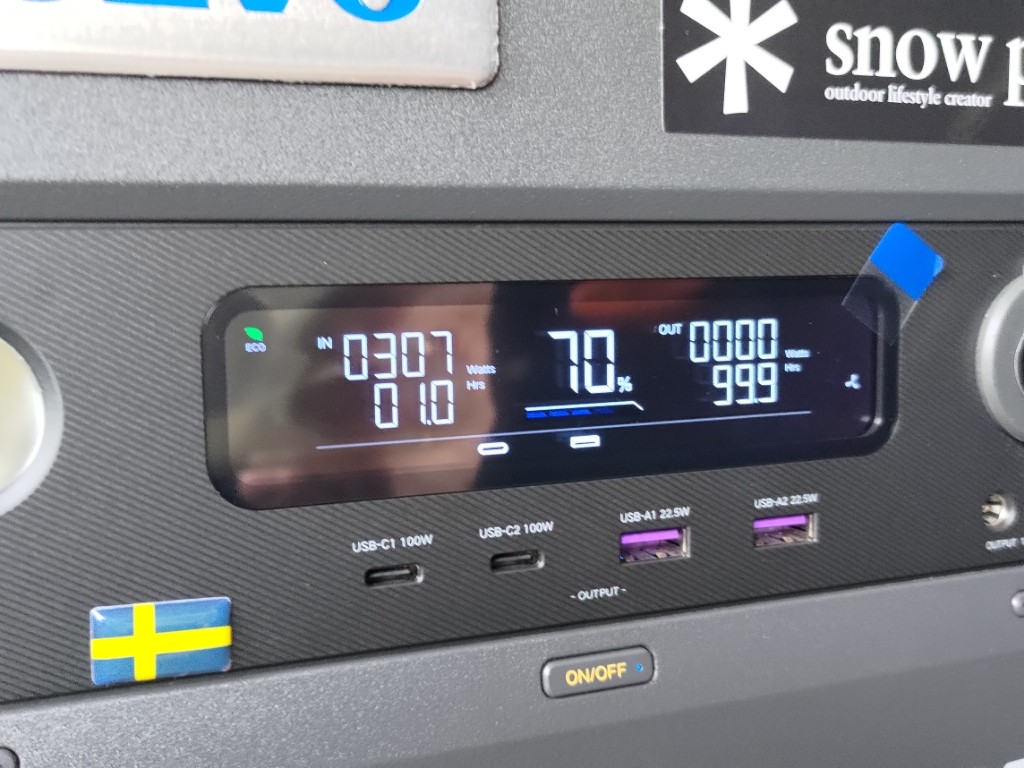 snow
outdoor lifestyle creator
ECO
IN 0307 Watts
01.0 Hrs
70%
OUT 0000 Watts
99.9 Hrs
USB-C1 100W
USB-C2 100W
USB-A1 22.5W
USB-A2 22.5W
- OUTPUT -
OUTPUT
ON/OFF